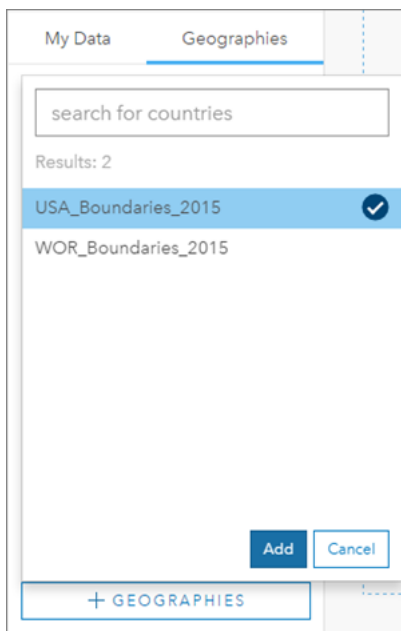 My Data Geographies
search for countries
Results: 2
USA_Boundaries_2015
WOR_Boundaries_2015
Add Cancel
+ GEOGRAPHIES